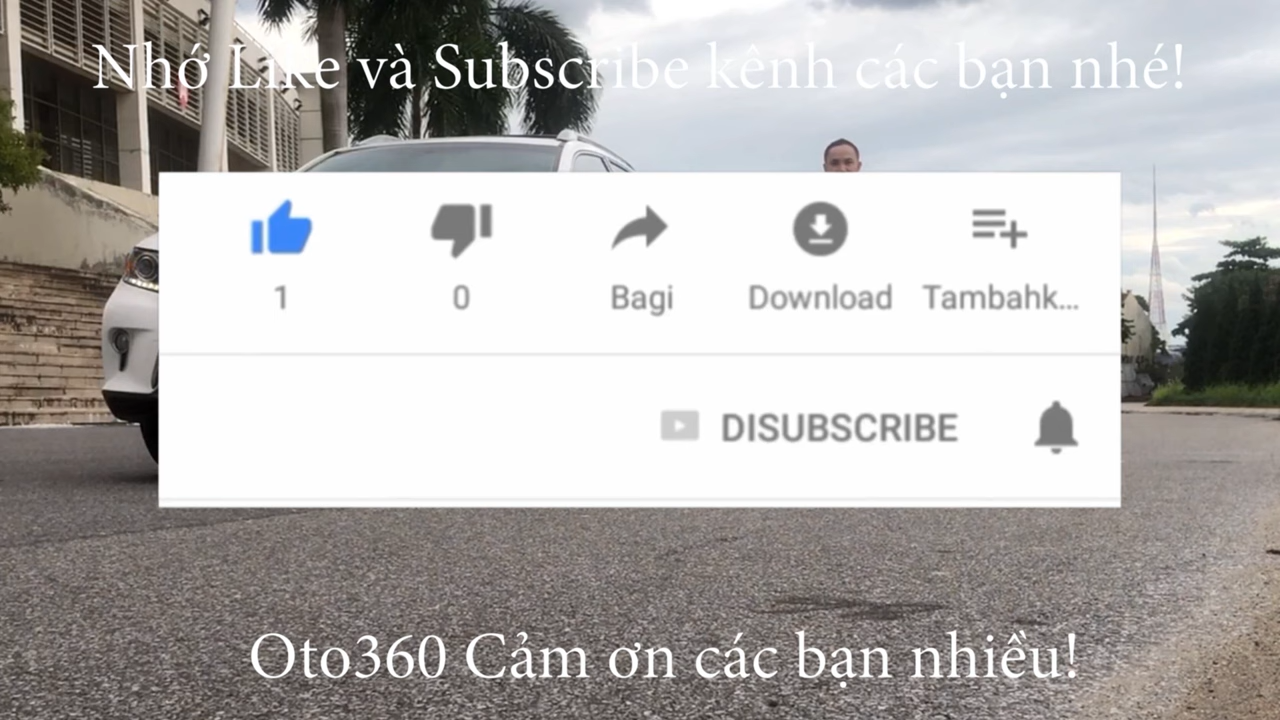 Nhớ Like và Subscribe kênh các bạn nhé!
1 0 Bagi Download Tambahk...
DISUBSCRIBE
Oto360 Cảm ơn các bạn nhiều!